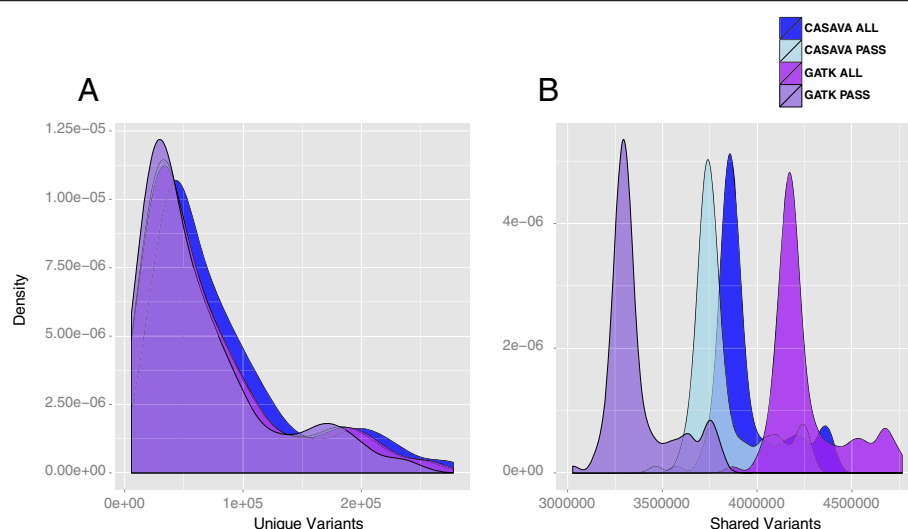 CASAVA ALL
CASAVA PASS
GATK ALL
GATK PASS
A
B
Density
1.25e−05
1.00e−05
7.50e−06
5.00e−06
2.50e−06
0.00e+00
0e+00
1e+05
2e+05
Unique Variants
4e−06
2e−06
0e+00
3000000
3500000
4000000
4500000
Shared Variants